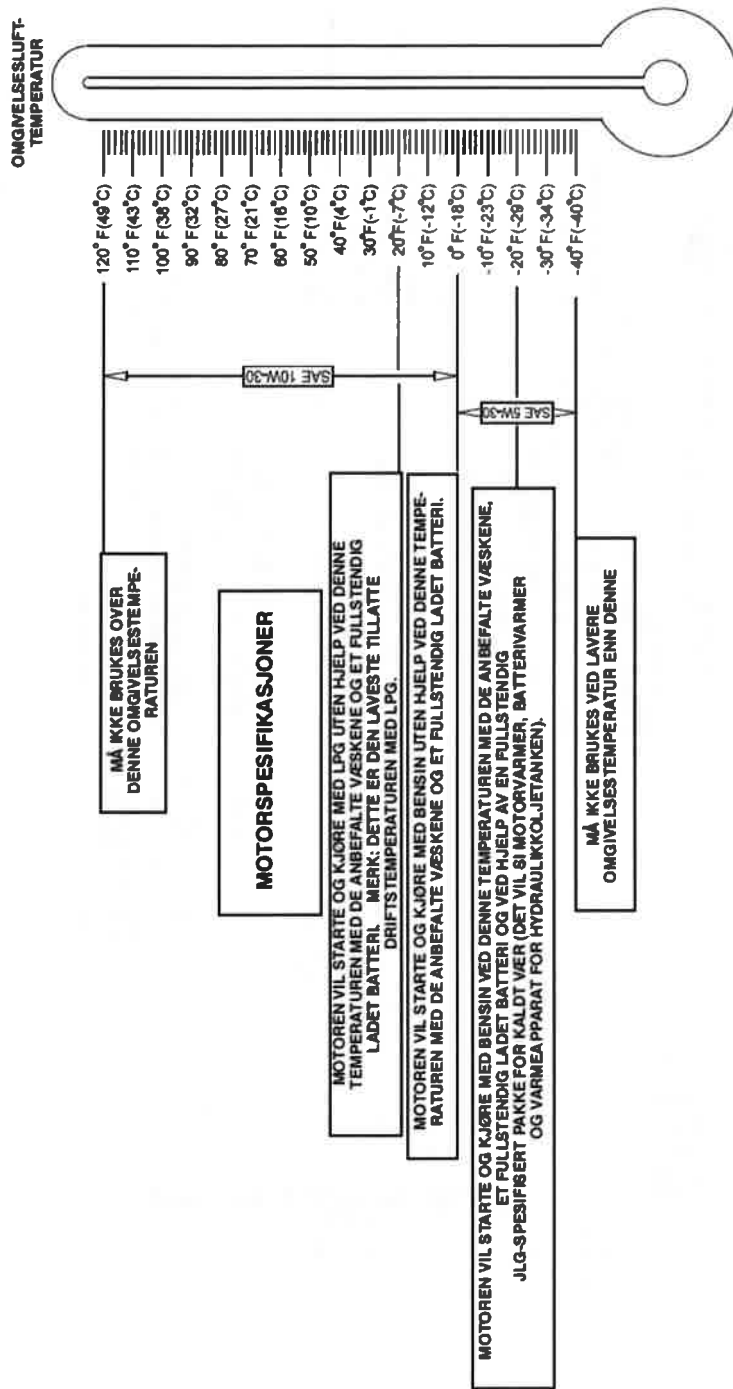 OMGIVELSESLUFT-
TEMPERATUR
120°F(49°C)
110°F(43°C)
100°F(38°C)
90°F(32°C)
80°F(27°C)
70°F(21°C)
60°F(16°C)
50°F(10°C)
40°F(4°C)
30°F(-1°C)
20°F(-7°C)
10°F(-12°C)
0°F(-18°C)
-10°F(-23°C)
-20°F(-29°C)
-30°F(-34°C)
-40°F(-40°C)
SAE 10W-30
SAE 5W-30
MÅ IKKE BRUKES OVER
DENNE OMGIVELSESTEMPE-
RATUREN
MOTORSPESIFIKASJONER
MOTOREN VIL STARTE OG KJØRE MED LPG UTEN HJELP VED DENNE
TEMPERATUREN MED DE ANBEFALTE VÆSKENE OG ET FULLSTENDIG
LADET BATTERI. MERK: DETTE ER DEN LAVESTE TILLATTE
DRIFTSTEMPERATUREN MED LPG.
MOTOREN VIL STARTE OG KJØRE MED BENSIN UTEN HJELP VED DENNE TEMPE-
RATUREN MED DE ANBEFALTE VÆSKENE OG ET FULLSTENDIG LADET BATTERI.
MOTOREN VIL STARTE OG KJØRE MED BENSIN VED DENNE TEMPERATUREN MED DE ANBEFALTE VÆSKENE,
ET FULLSTENDIG LADET BATTERI OG VED HJELP AV EN FULLSTENDIG
JLG-SPESIFISERT PAKKE FOR KALDT VÆR (DET VIL SI MOTORVARMER, BATTERIVARMER
OG VARMEAPPARAT FOR HYDRAULIKKOLJETANKEN).
MÅ IKKE BRUKES VED LAVERE
OMGIVELSESTEMPERATUR ENN DENNE